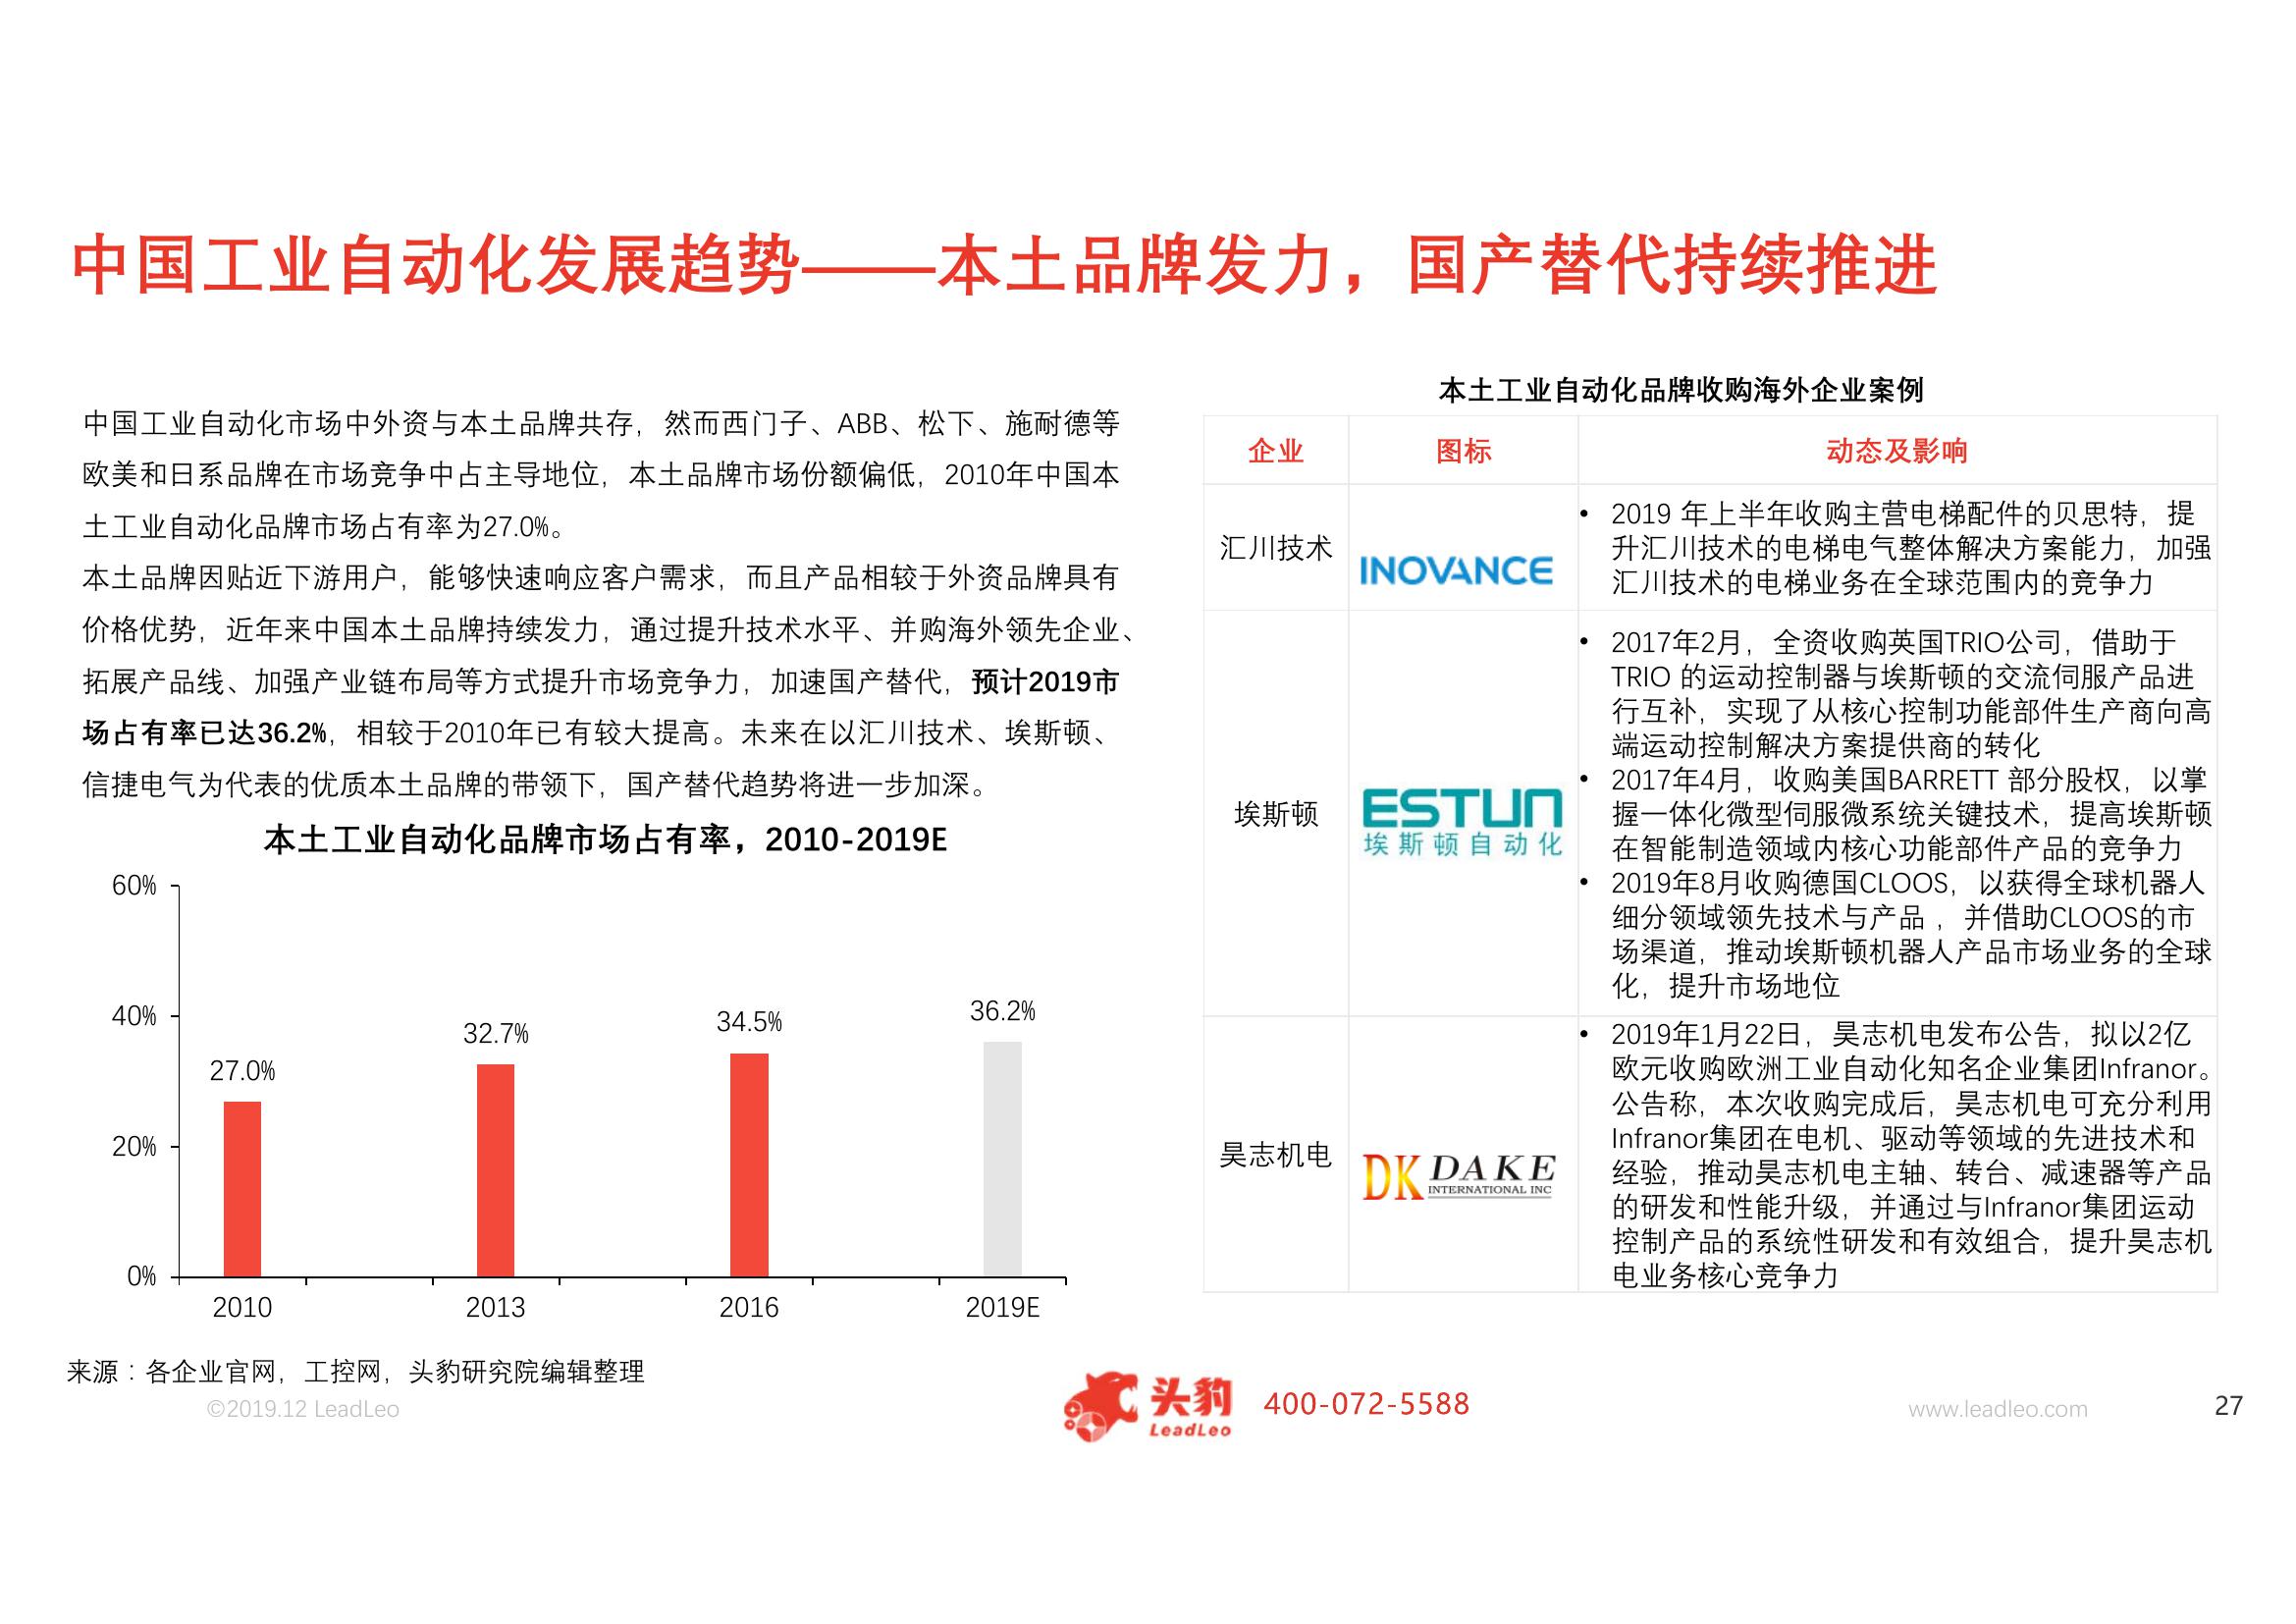 中国工业自动化发展趋势——本土品牌发力，国产替代持续推进
中国工业自动化市场中外资与本土品牌共存，然而西门子、ABB、松下、施耐德等
欧美和日系品牌在市场竞争中占主导地位，本土品牌市场份额偏低，2010年中国本
土工业自动化品牌市场占有率为27.0%。
本土品牌因贴近下游用户，能够快速响应客户需求，而且产品相较于外资品牌具有
价格优势，近年来中国本土品牌持续发力，通过提升技术水平、并购海外领先企业、
拓展产品线、加强产业链布局等方式提升市场竞争力，加速国产替代，预计2019市
场占有率已达36.2%，相较于2010年已有较大提高。未来在以汇川技术、埃斯顿、
信捷电气为代表的优质本土品牌的带领下，国产替代趋势将进一步加深。
本土工业自动化品牌市场占有率，2010-2019E
60%
40%
20%
0%
27.0%
32.7%
34.5%
36.2%
2010
2013
2016
2019E
本土工业自动化品牌收购海外企业案例
企业
图标
动态及影响
汇川技术
INOVANCE
• 2019 年上半年收购主营电梯配件的贝思特，提
升汇川技术的电梯电气整体解决方案能力，加强
汇川技术的电梯业务在全球范围内的竞争力
埃斯顿
ESTUN
埃斯顿自动化
• 2017年2月，全资收购英国TRIO公司，借助于
TRIO 的运动控制器与埃斯顿的交流伺服产品进
行互补，实现了从核心控制功能部件生产商向高
端运动控制解决方案提供商的转化
• 2017年4月，收购美国BARRETT 部分股权，以掌
握一体化微型伺服微系统关键技术，提高埃斯顿
在智能制造领域内核心功能部件产品的竞争力
• 2019年8月收购德国CLOOS，以获得全球机器人
细分领域领先技术与产品 ，并借助CLOOS的市
场渠道，推动埃斯顿机器人产品市场业务的全球
化，提升市场地位
昊志机电
DK DAKE
INTERNATIONAL INC
• 2019年1月22日，昊志机电发布公告，拟以2亿
欧元收购欧洲工业自动化知名企业集团Infranor。
公告称，本次收购完成后，昊志机电可充分利用
Infranor集团在电机、驱动等领域的先进技术和
经验，推动昊志机电主轴、转台、减速器等产品
的研发和性能升级，并通过与Infranor集团运动
控制产品的系统性研发和有效组合，提升昊志机
电业务核心竞争力
来源：各企业官网，工控网，头豹研究院编辑整理
©2019.12 LeadLeo
头豹
LeadLeo
400-072-5588
www.leadleo.com
27